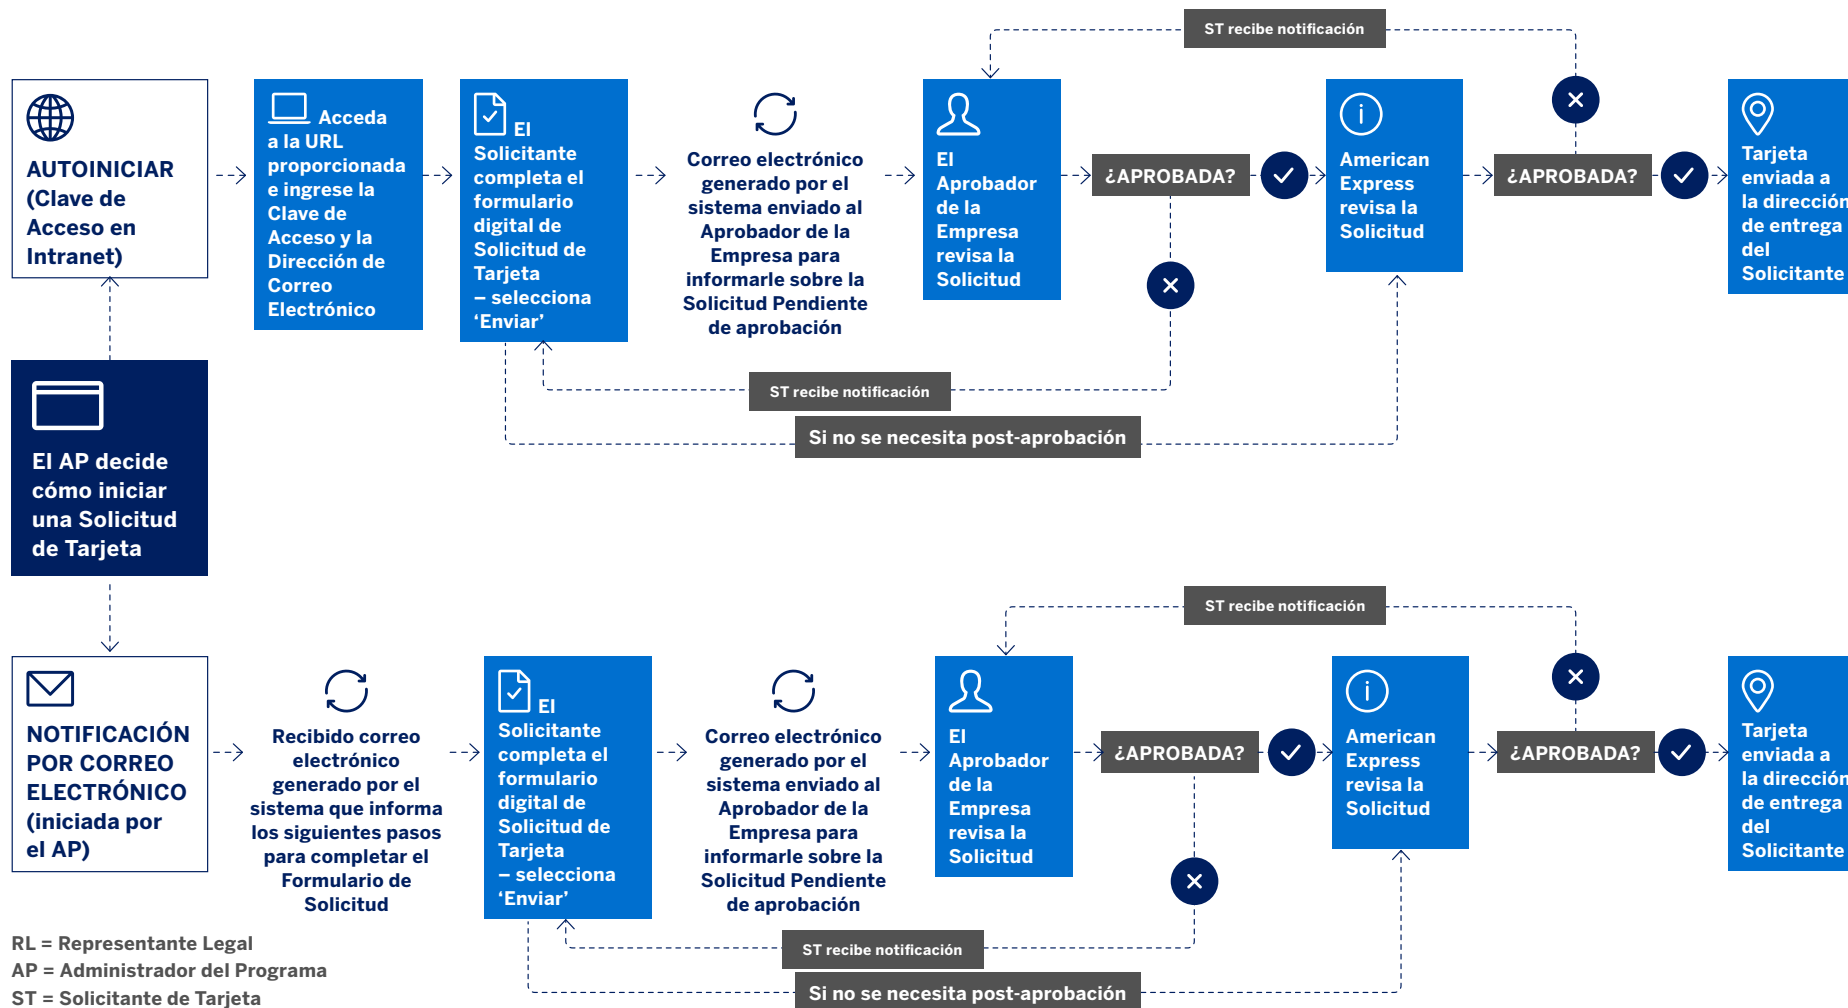 ST recibe notificación
AUTOINICIAR
(Clave de
Acceso en
Intranet)
Acceda
a la URL
proporcionada
e ingrese la
Clave de
Acceso y la
Dirección de
Correo
Electrónico
El
Solicitante
completa el
formulario
digital de
Solicitud de
Tarjeta
– selecciona
‘Enviar’
Correo electrónico
generado por el
sistema enviado al
Aprobador de la
Empresa para
informarle sobre la
Solicitud Pendiente
de aprobación
El
Aprobador
de la
Empresa
revisa la
Solicitud
¿APROBADA?
American
Express
revisa la
Solicitud
¿APROBADA?
Tarjeta
enviada a
la dirección
de entrega
del
Solicitante
ST recibe notificación
Si no se necesita post-aprobación
El AP decide
cómo iniciar
una Solicitud
de Tarjeta
ST recibe notificación
NOTIFICACIÓN
POR CORREO
ELECTRÓNICO
(iniciada por
el AP)
Recibido correo
electrónico
generado por el
sistema que informa
los siguientes pasos
para completar el
Formulario de
Solicitud
El
Solicitante
completa el
formulario
digital de
Solicitud de
Tarjeta
– selecciona
‘Enviar’
Correo electrónico
generado por el
sistema enviado al
Aprobador de la
Empresa para
informarle sobre la
Solicitud Pendiente
de aprobación
El
Aprobador
de la
Empresa
revisa la
Solicitud
¿APROBADA?
American
Express
revisa la
Solicitud
¿APROBADA?
Tarjeta
enviada a
la dirección
de entrega
del
Solicitante
ST recibe notificación
Si no se necesita post-aprobación
RL = Representante Legal
AP = Administrador del Programa
ST = Solicitante de Tarjeta